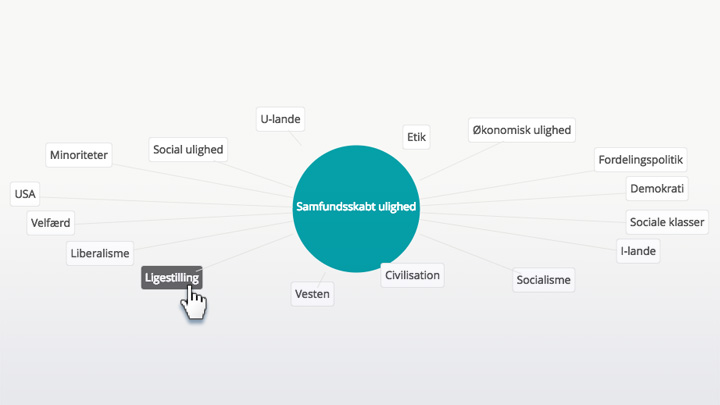 U-lande
Økonomisk ulighed
Etik
Social ulighed
Minoriteter
Fordelingspolitik
Demokrati
USA
Samfundsskabt ulighed
Velfærd
Sociale klasser
Liberalisme
I-lande
Ligestilling
Civilisation
Socialisme
Vesten